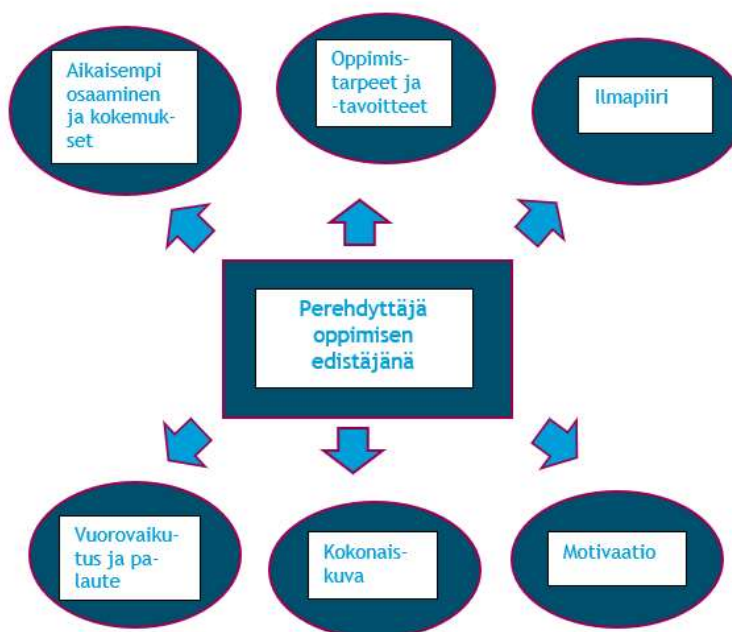 Aikaisempi
osaaminen
ja kokemuk-
set
Oppimis-
tarpeet ja
-tavoitteet
Ilmapiiri
Perehdyttäjä
oppimisen
edistäjänä
Vuorovaiku-
tus ja pa-
laute
Kokonais-
kuva
Motivaatio